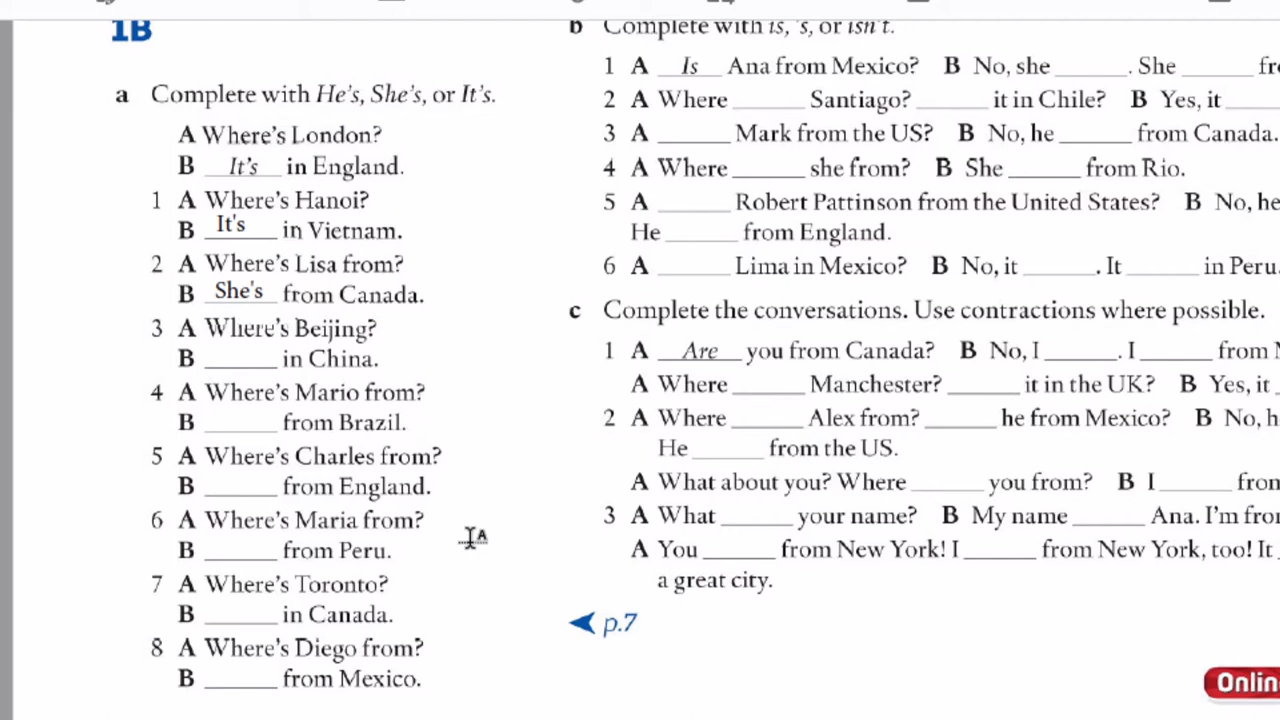 1B
a Complete with He's, She's, or It's.
A Where's London?
B It's in England.
1 A Where's Hanoi?
B It's in Vietnam.
2 A Where's Lisa from?
B She's from Canada.
3 A Where's Beijing?
B ______ in China.
4 A Where's Mario from?
B ______ from Brazil.
5 A Where's Charles from?
B ______ from England.
6 A Where's Maria from?
B ______ from Peru.
7 A Where's Toronto?
B ______ in Canada.
8 A Where's Diego from?
B ______ from Mexico.
b Complete with is, 's, or isn't.
1 A Is Ana from Mexico? B No, she ______. She ______
2 A Where ______ Santiago? ______ it in Chile? B Yes, it ______
3 A ______ Mark from the US? B No, he ______ from Canada.
4 A Where ______ she from? B She ______ from Rio.
5 A ______ Robert Pattinson from the United States? B No, he
He ______ from England.
6 A ______ Lima in Mexico? B No, it ______. It ______ in Peru.
c Complete the conversations. Use contractions where possible.
1 A Are you from Canada? B No, I ______. I ______ from
A Where ______ Manchester? ______ it in the UK? B Yes, it
2 A Where ______ Alex from? ______ he from Mexico? B No,
He ______ from the US.
A What about you? Where ______ you from? B I ______
3 A What ______ your name? B My name ______ Ana. I'm
A You ______ from New York! I ______ from New York, too! It
a great city.
p.7